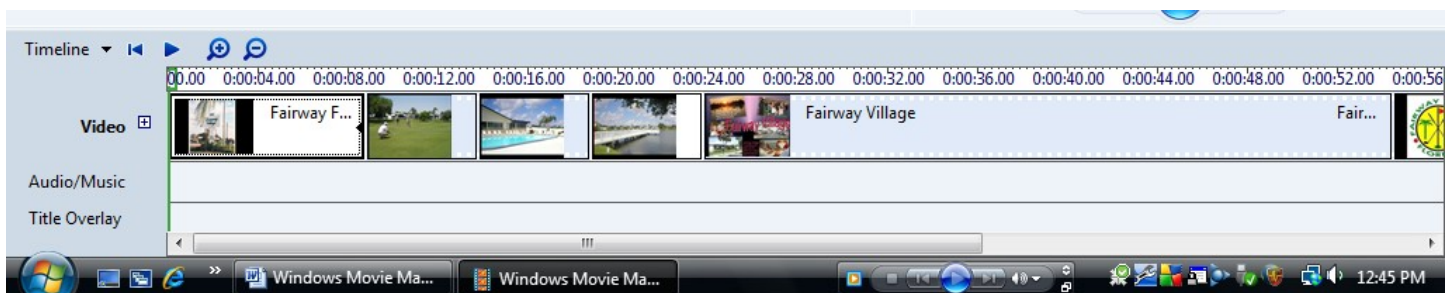 Timeline
00.00 0:00:04.00 0:00:08.00 0:00:12.00 0:00:16.00 0:00:20.00 0:00:24.00 0:00:28.00 0:00:32.00 0:00:36.00 0:00:40.00 0:00:44.00 0:00:48.00 0:00:52.00 0:00:56
Video Fairway F... Fairway Village Fair...
Audio/Music
Title Overlay
Windows Movie Ma... Windows Movie Ma... 12:45 PM